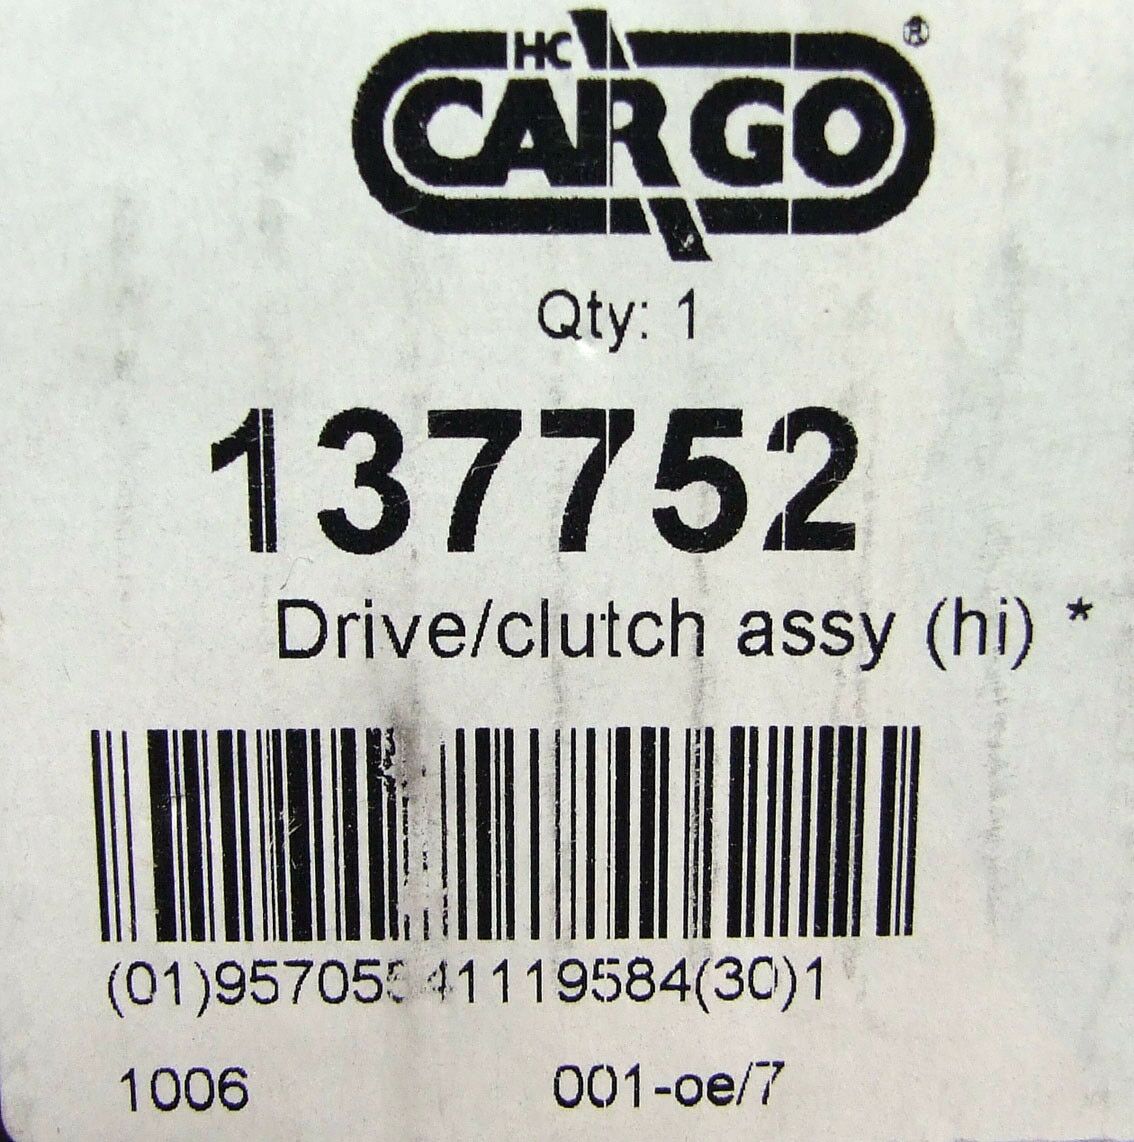 HC
CARGO®
Qty: 1
137752
Drive/clutch assy (hi) *
1006 001-oe/7